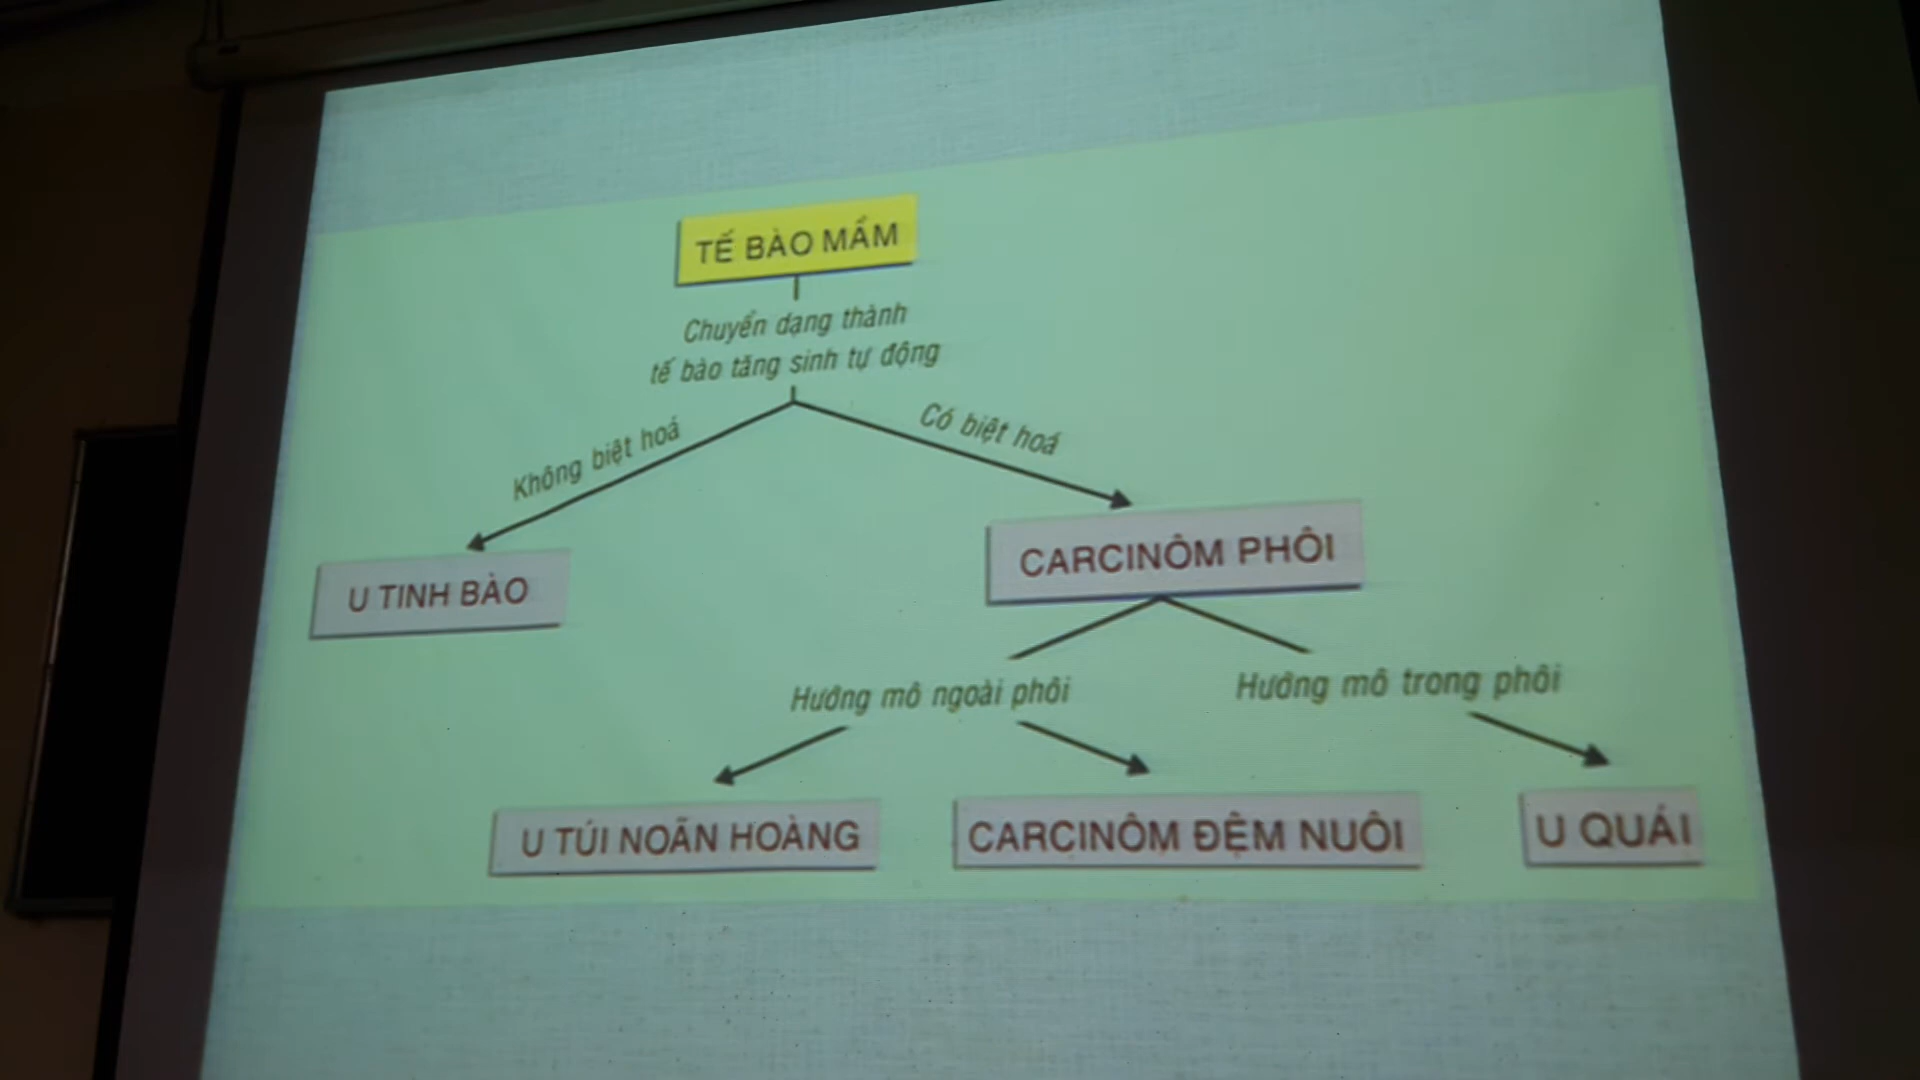 TẾ BÀO MẦM
Chuyển dạng thành
tế bào tăng sinh tự động
Không biệt hoá
Có biệt hoá
U TINH BÀO
CARCINÔM PHÔI
Hướng mô ngoài phôi
Hướng mô trong phôi
U TÚI NOÃN HOÀNG
CARCINÔM ĐỆM NUÔI
U QUÁI